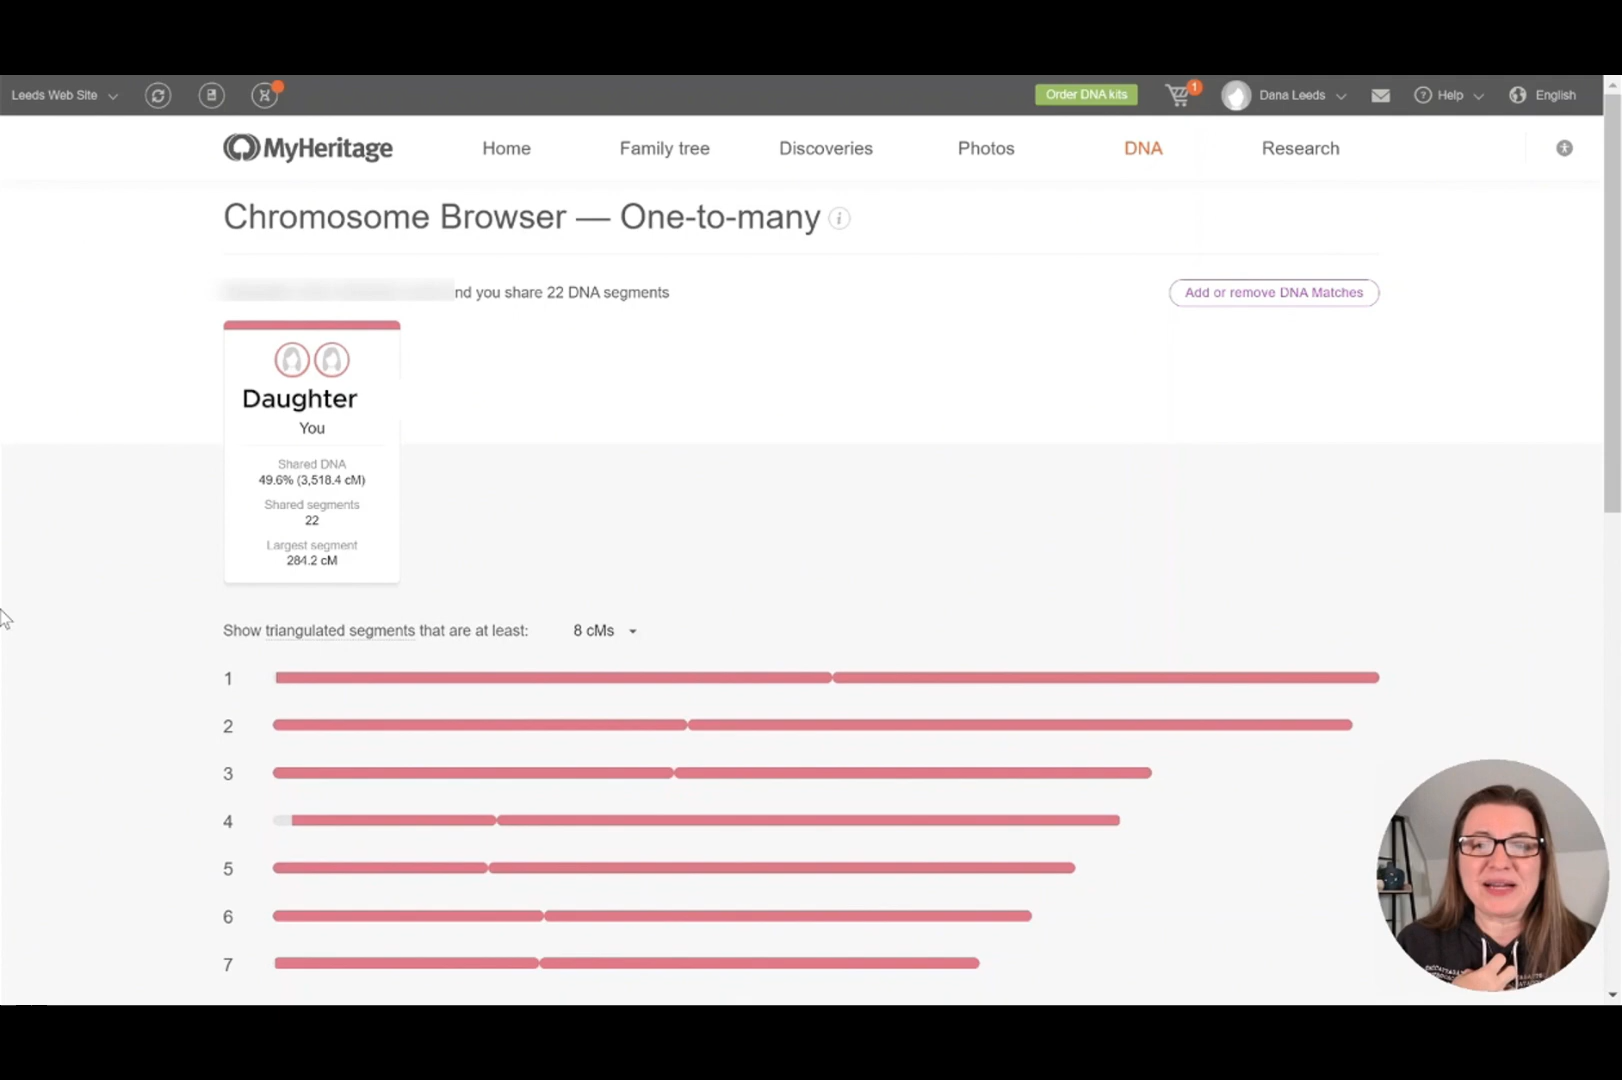 Leeds Web Site
Order DNA kits
1
Dana Leeds
Help
English
MyHeritage
Home
Family tree
Discoveries
Photos
DNA
Research
Chromosome Browser — One-to-many
nd you share 22 DNA segments
Add or remove DNA Matches
Daughter
You
Shared DNA
49.6% (3,518.4 cM)
Shared segments
22
Largest segment
284.2 cM
Show triangulated segments that are at least: 8 cMs
1
2
3
4
5
6
7